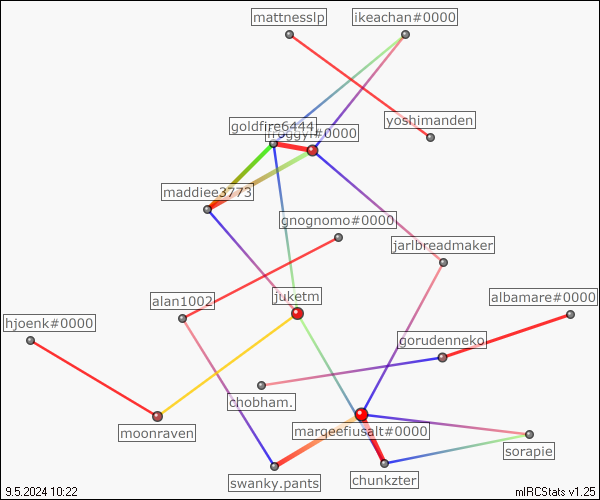 mattnesslp
ikeachan#0000
yoshimanden
goldfire6444
froggyf#0000
maddiee3773
gnognomo#0000
jarlbreadmaker
alan1002
juketm
albamare#0000
hjoenk#0000
gorudenneko
chobham.
moonraven
margeefiusalt#0000
sorapie
swanky.pants
chunkzter
9.5.2024 10:22
mIRCStats v1.25